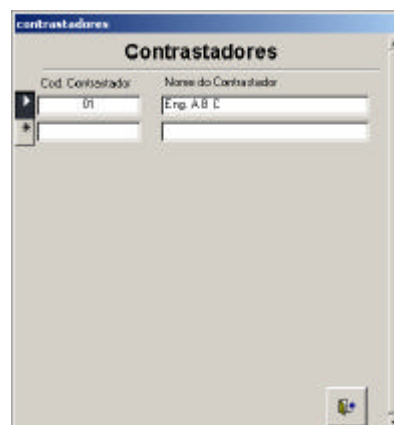 contrastadores
Contrastadores
Cod. Contrastador Nome do Contrastador
01 Eng. A B C